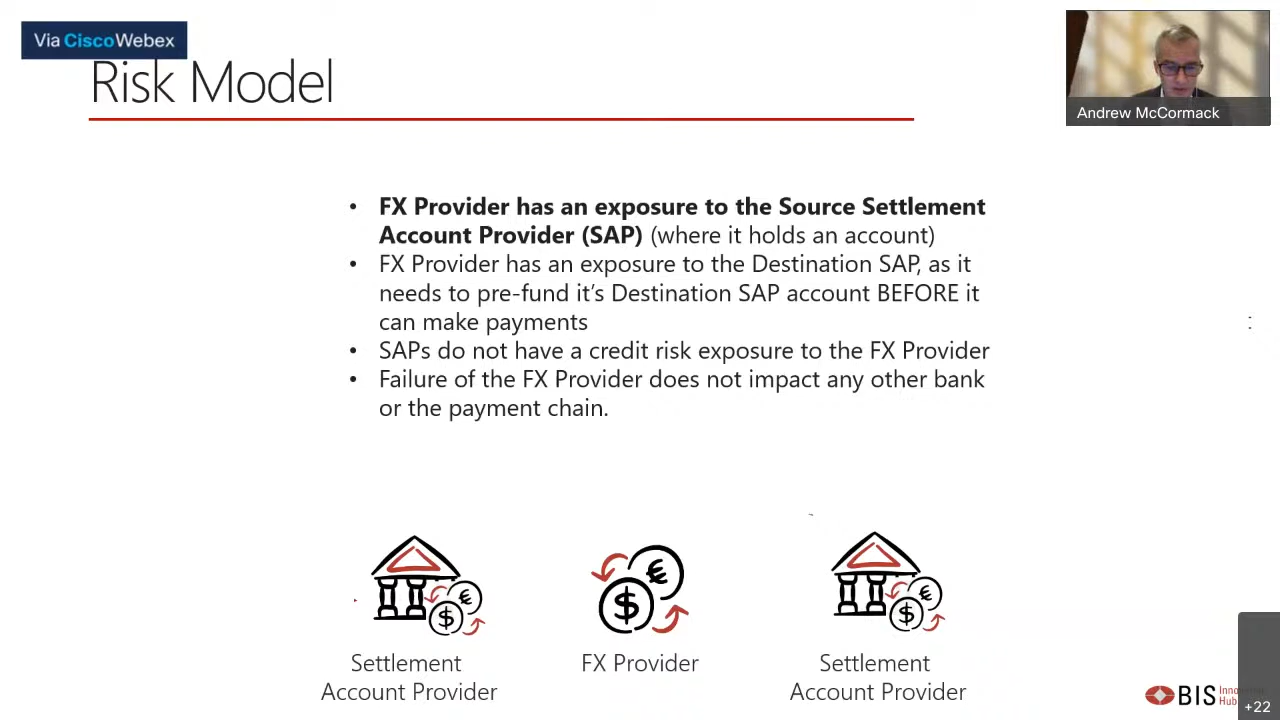 Via CiscoWebex
Risk Model
Andrew McCormack
• FX Provider has an exposure to the Source Settlement
Account Provider (SAP) (where it holds an account)
• FX Provider has an exposure to the Destination SAP, as it
needs to pre-fund it's Destination SAP account BEFORE it
can make payments
• SAPs do not have a credit risk exposure to the FX Provider
• Failure of the FX Provider does not impact any other bank
or the payment chain.
Settlement
Account Provider
FX Provider
Settlement
Account Provider
BIS
Hub
+22